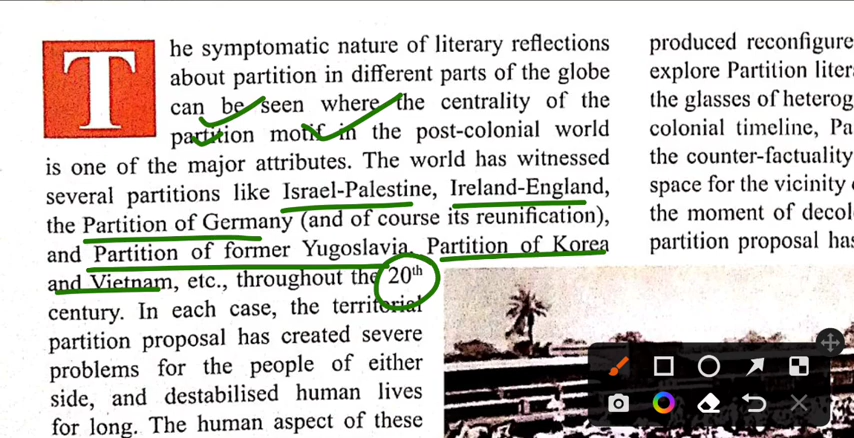 The symptomatic nature of literary reflections
about partition in different parts of the globe
can be seen where the centrality of the
partition motif in the post-colonial world
is one of the major attributes. The world has witnessed
several partitions like Israel-Palestine, Ireland-England,
the Partition of Germany (and of course its reunification),
and Partition of former Yugoslavia, Partition of Korea
and Vietnam, etc., throughout the 20th
century. In each case, the territorial
partition proposal has created severe
problems for the people of either
side, and destabilised human lives
for long. The human aspect of these
produced reconfigure
explore Partition liter
the glasses of heterog
colonial timeline, Pa
the counter-factuality
space for the vicinity
the moment of decol
partition proposal has